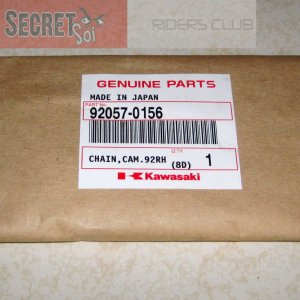 SECRET
Soi
RIDERS CLUB
GENUINE PARTS
MADE IN JAPAN
PART No.
92057-0156
Q'TY
CHAIN,CAM.92RH (8D) 1
Kawasaki